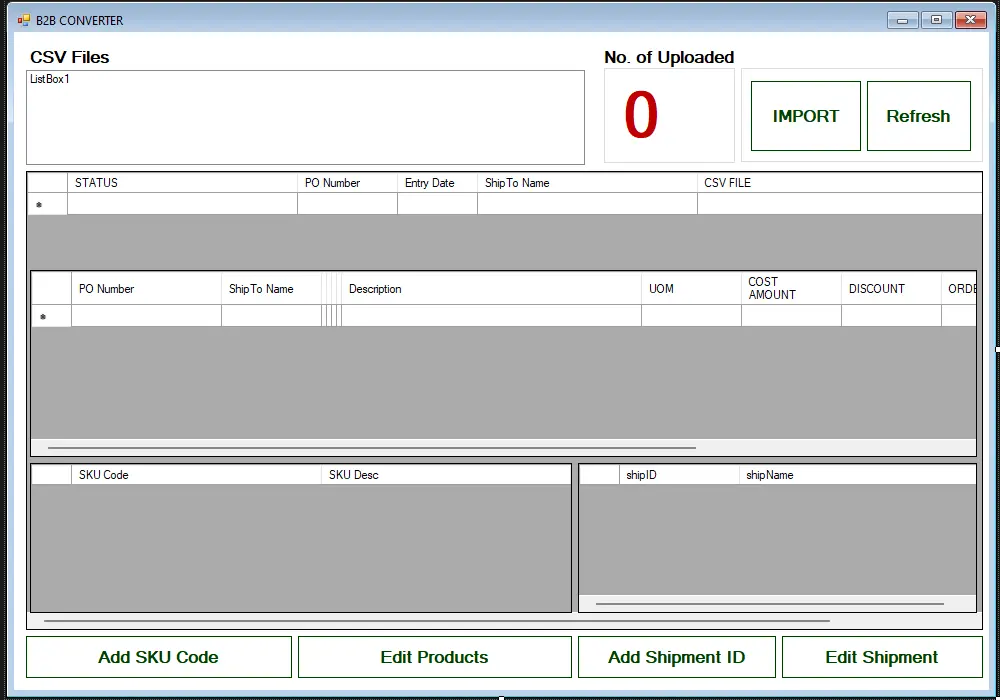 B2B CONVERTER
CSV Files
No. of Uploaded
ListBox1
0
IMPORT
Refresh
STATUS
PO Number
Entry Date
ShipTo Name
CSV FILE
PO Number
ShipTo Name
Description
UOM
COST
AMOUNT
DISCOUNT
ORDE
SKU Code
SKU Desc
shipID
shipName
Add SKU Code
Edit Products
Add Shipment ID
Edit Shipment